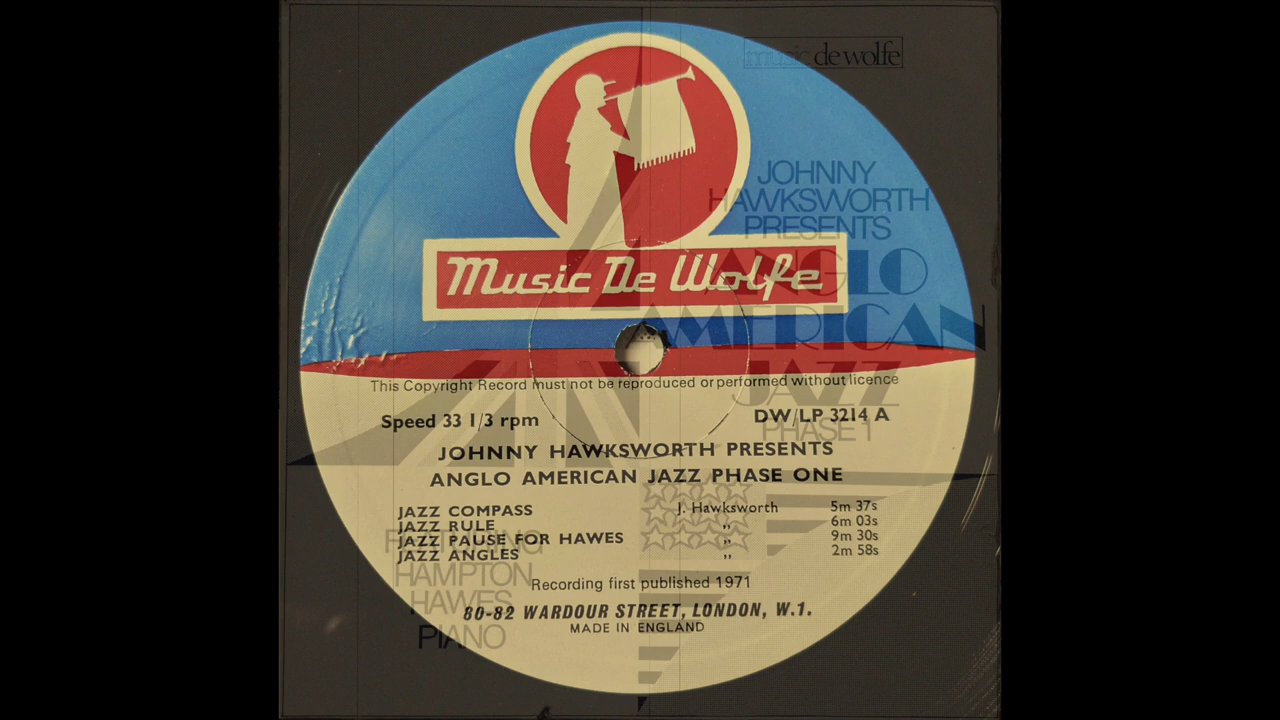 music de wolfe
JOHNNY
HAWKSWORTH
PRESENTS
ANGLO
AMERICAN
JAZZ
PHASE 1
Music De Wolfe
This Copyright Record must not be reproduced or performed without licence
Speed 33 1/3 rpm DW/LP 3214 A
JOHNNY HAWKSWORTH PRESENTS
ANGLO AMERICAN JAZZ PHASE ONE
JAZZ COMPASS J. Hawksworth 5m 37s
JAZZ RULE ,, 6m 03s
JAZZ PAUSE FOR HAWES ,, 9m 30s
JAZZ ANGLES ,, 2m 58s
FEATURING
HAMPTON
HAWES
PIANO
Recording first published 1971
80-82 WARDOUR STREET, LONDON, W.1.
MADE IN ENGLAND